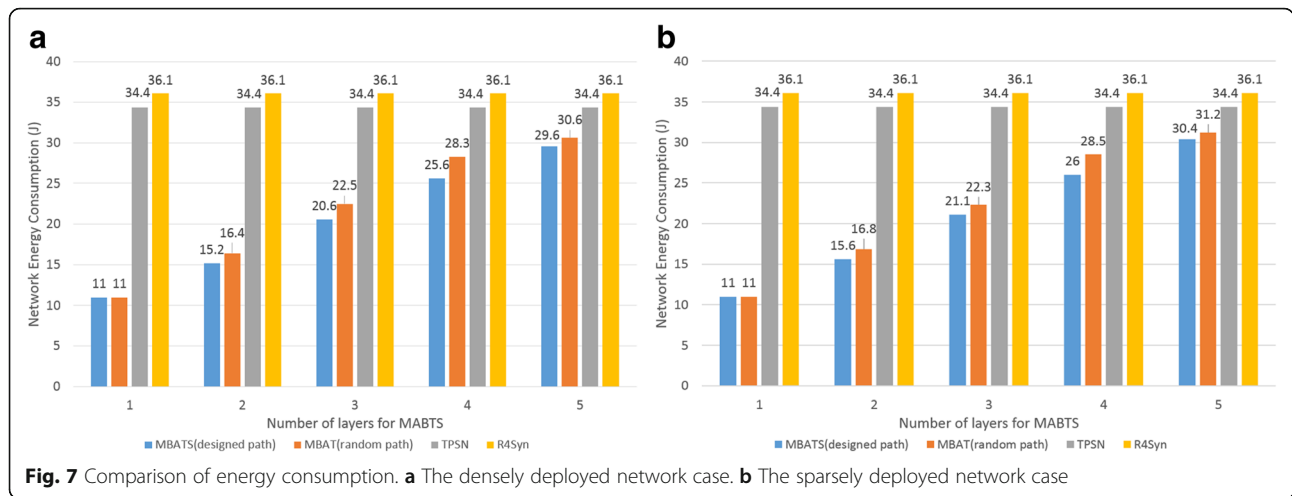 a
40
35
30
25
20
15
10
5
0
Network Energy Consumption (J)
11 11 34.4 36.1
15.2 16.4 34.4 36.1
20.6 22.5 34.4 36.1
25.6 28.3 34.4 36.1
29.6 30.6 34.4 36.1
1 2 3 4 5
Number of layers for MABTS
MBATS(designed path) MBAT(random path) TPSN R4Syn
b
40
35
30
25
20
15
10
5
0
Network Energy Consumption (J)
11 11 34.4 36.1
15.6 16.8 34.4 36.1
21.1 22.3 34.4 36.1
26 28.5 34.4 36.1
30.4 31.2 34.4 36.1
1 2 3 4 5
Number of layers for MABTS
MBATS(designed path) MBAT(random path) TPSN R4Syn
Fig. 7 Comparison of energy consumption. a The densely deployed network case. b The sparsely deployed network case